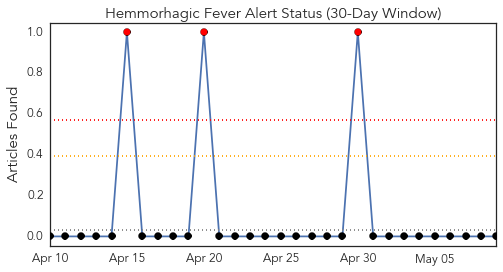 Hemmorhagic Fever Alert Status (30-Day Window)
Articles Found
1.0
0.8
0.6
0.4
0.2
0.0
Apr 10 Apr 15 Apr 20 Apr 25 Apr 30 May 05